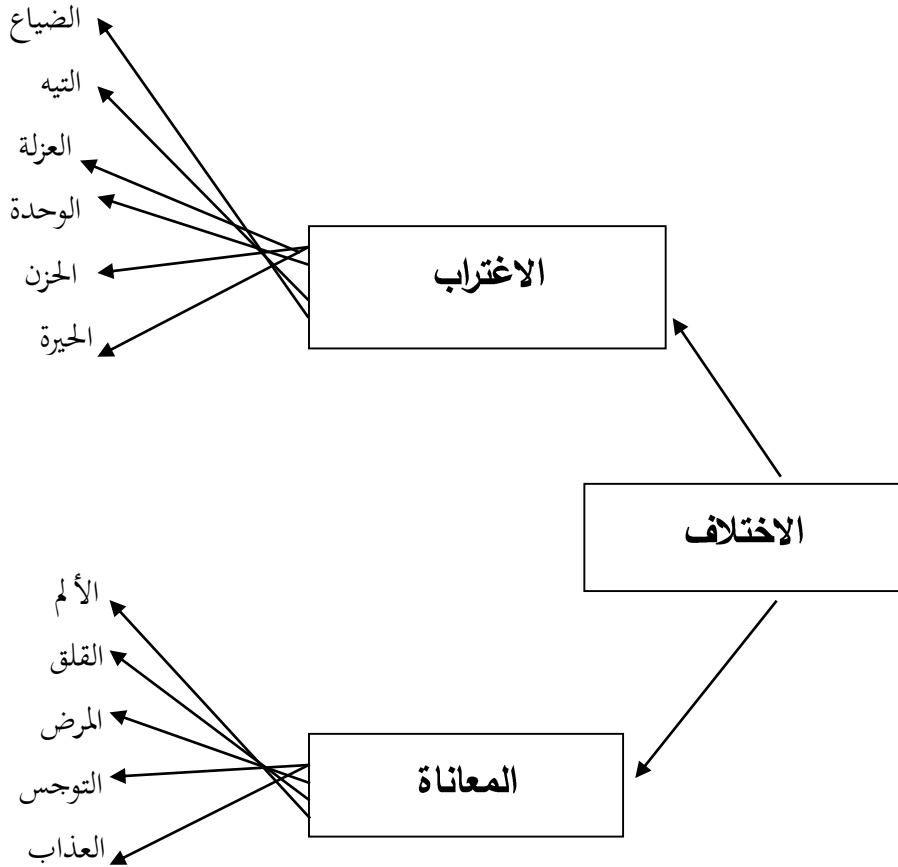 الضياع
التيه
العزلة
الوحدة
الحزن
الحيرة
الاغتراب
الاختلاف
الألم
القلق
المرض
التوجس
العذاب
المعاناة